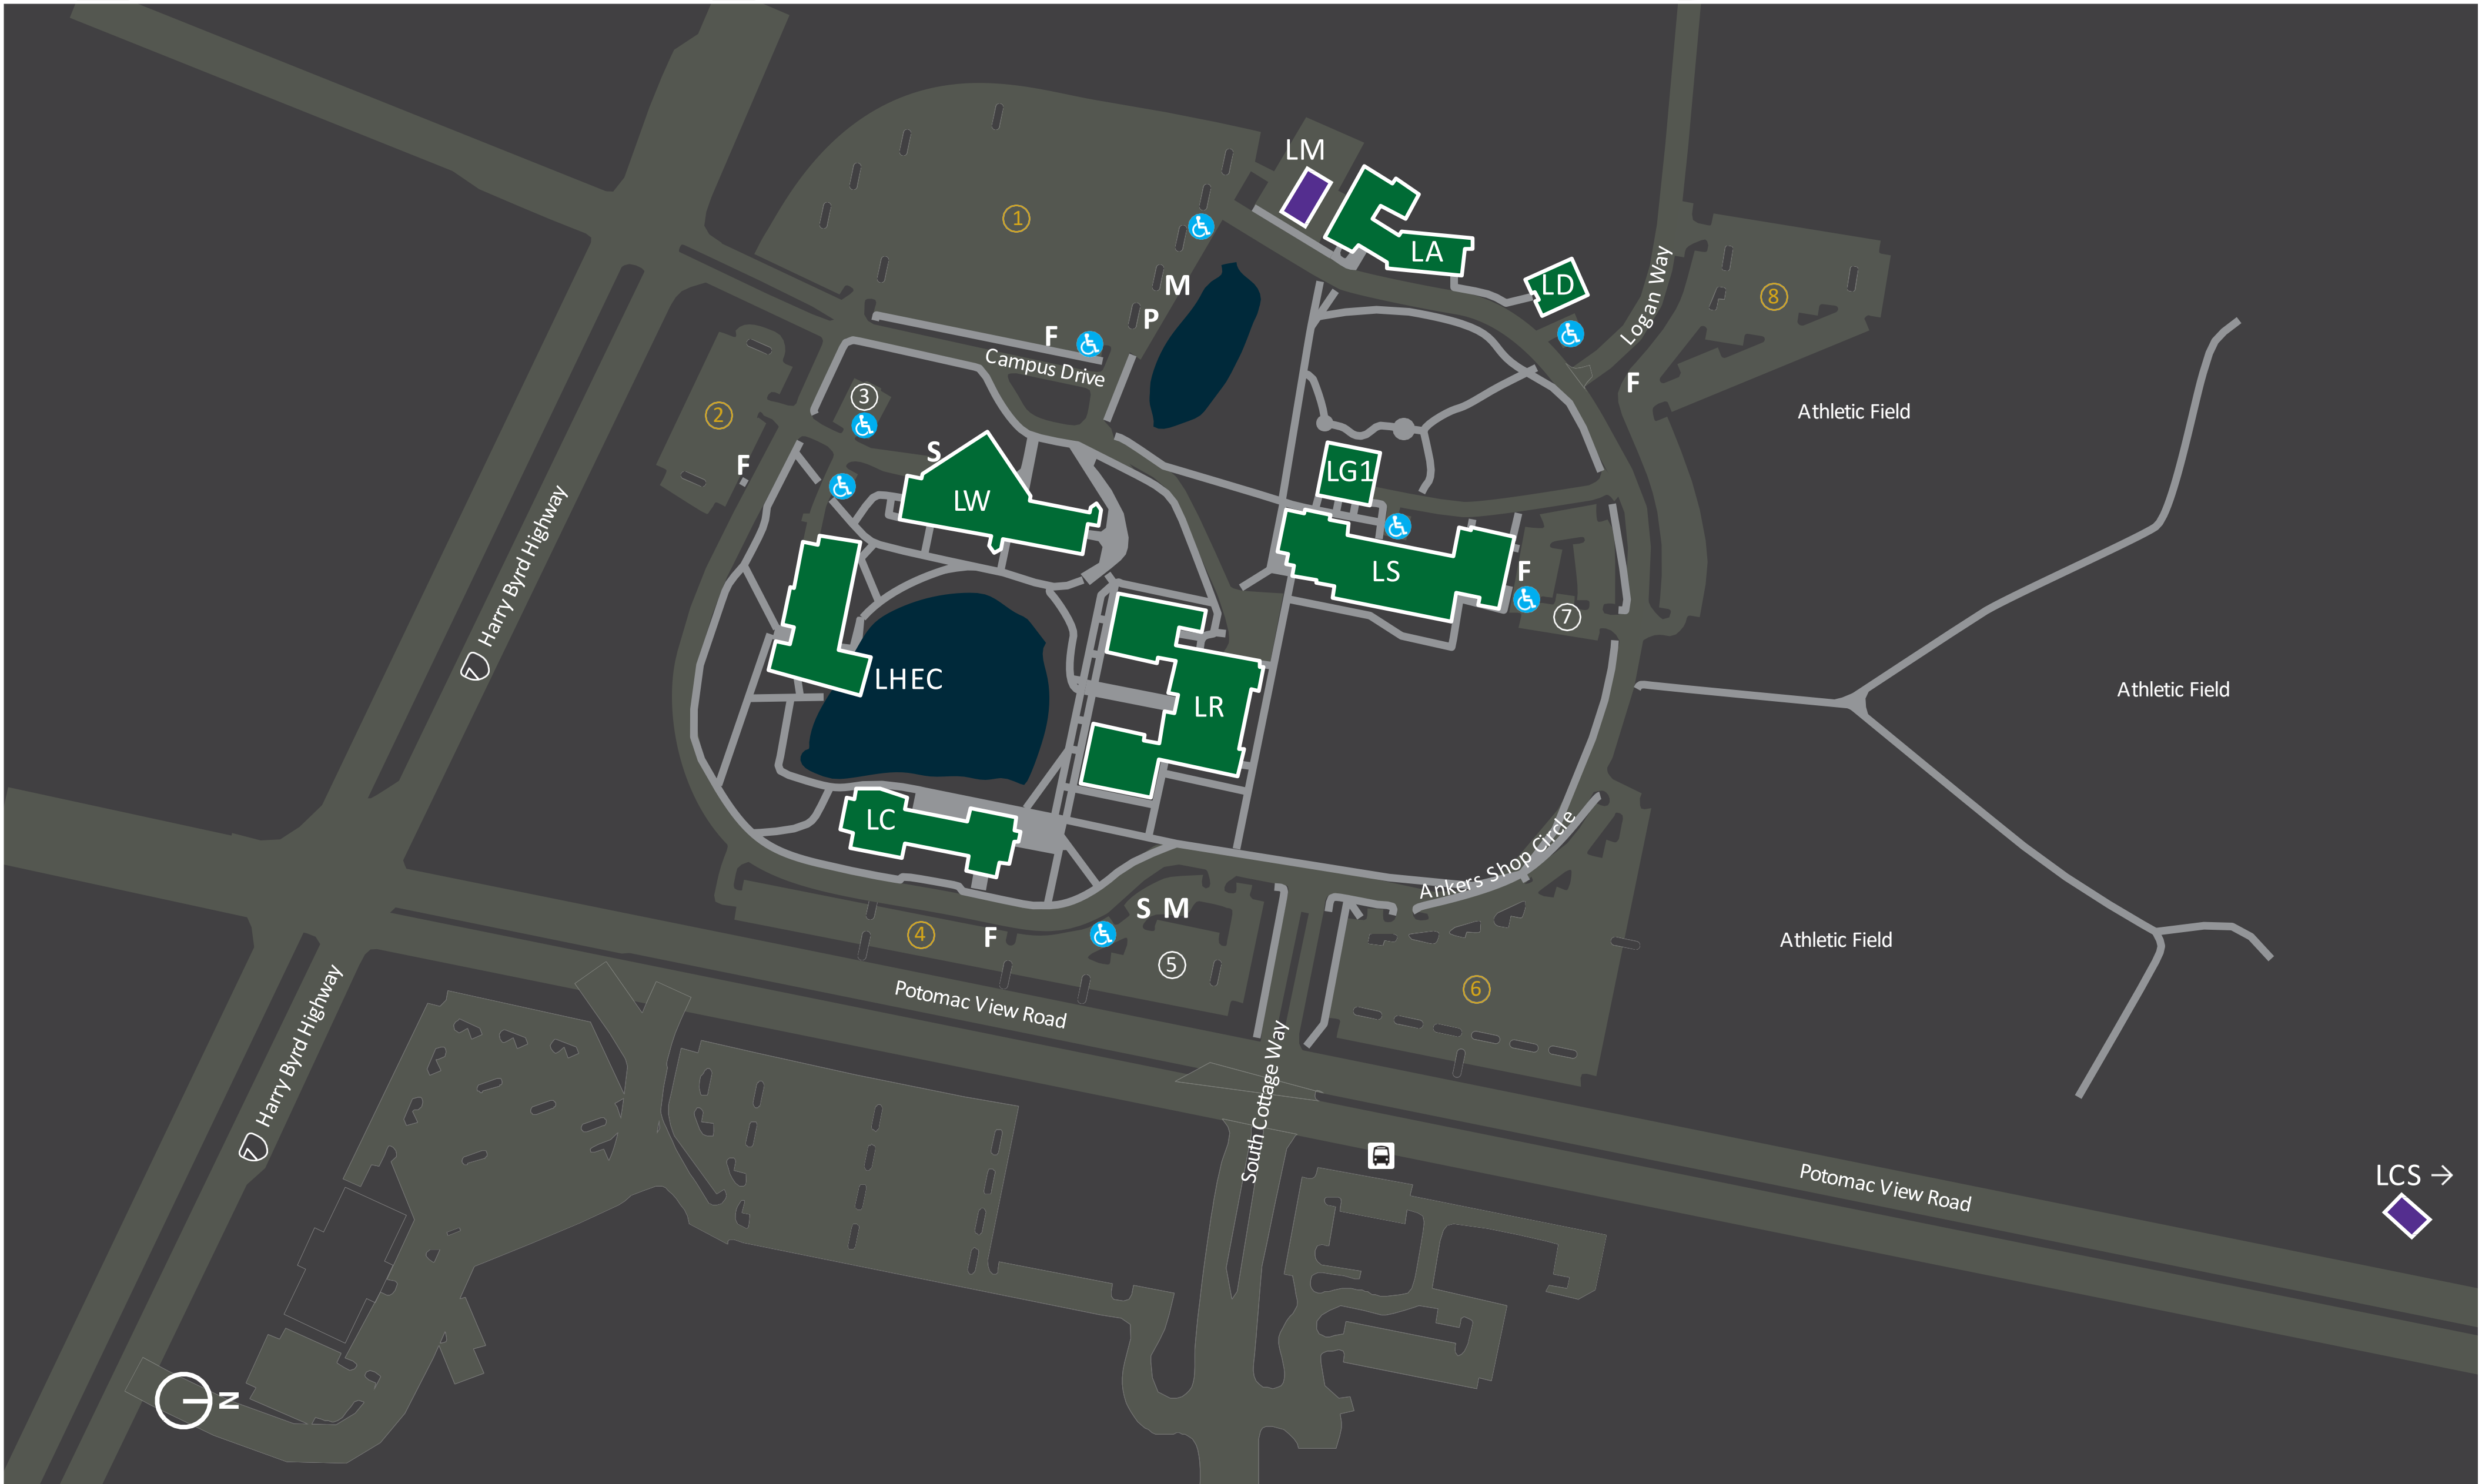 LM
1
LA
LD
Logan Way
8
M
P
F
Campus Drive
F
Athletic Field
3
2
S
F
LG1
LW
Harry Byrd Highway
7
LS
F
7
LHEC
LR
Athletic Field
LC
Ankers Shop Circle
S M
4
F
5
Athletic Field
6
Potomac View Road
Harry Byrd Highway
7
South Cottage Way
Potomac View Road
LCS →
N